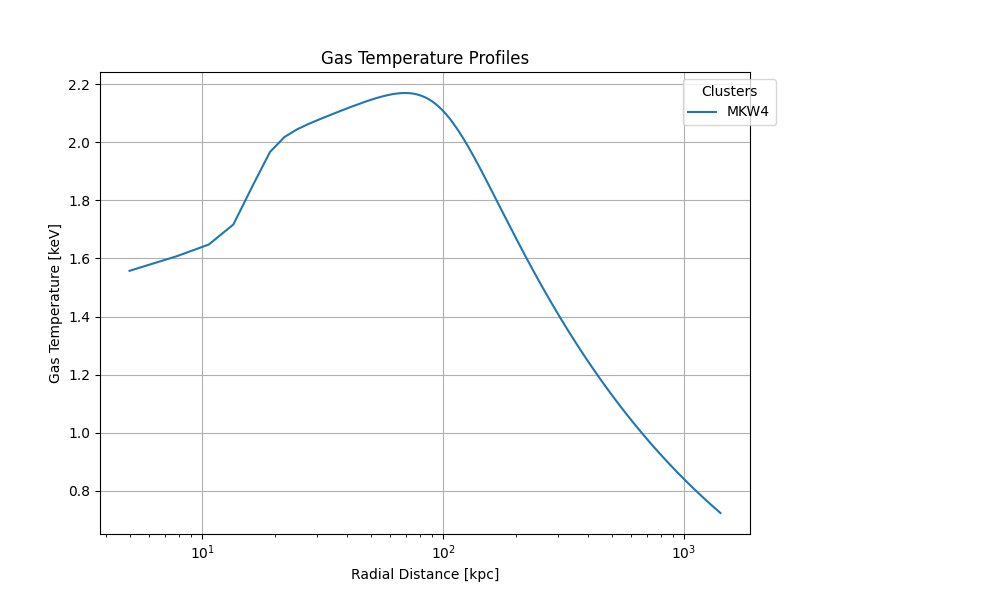 Gas Temperature Profiles
Clusters
MKW4
2.2
2.0
1.8
1.6
1.4
1.2
1.0
0.8
Gas Temperature [keV]
10¹
10²
10³
Radial Distance [kpc]